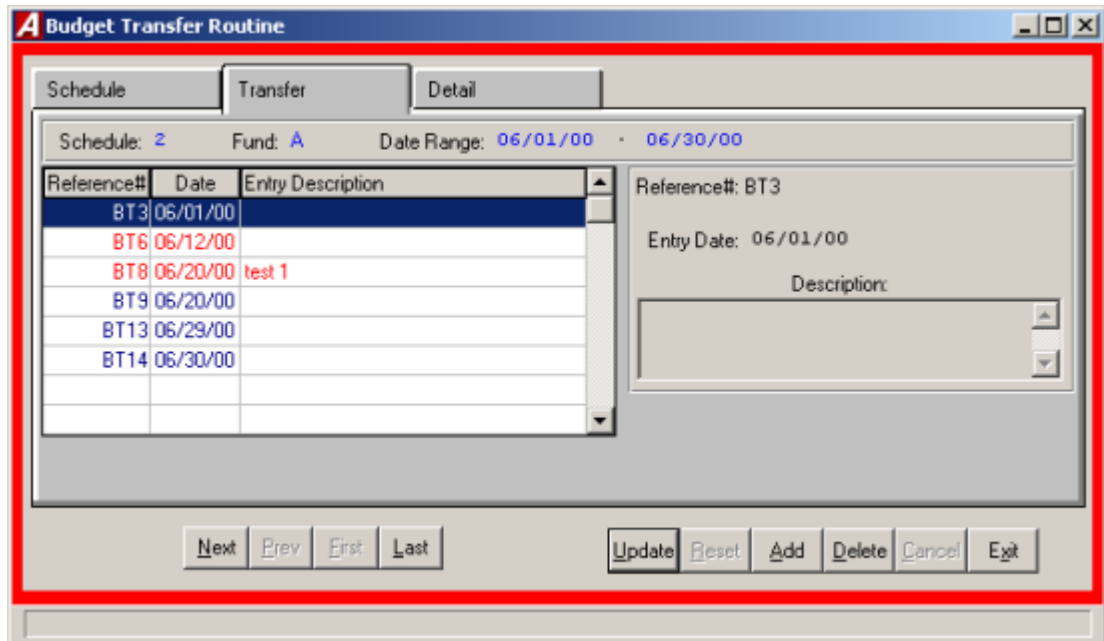 A Budget Transfer Routine
Schedule Transfer Detail
Schedule: 2 Fund: A Date Range: 06/01/00 - 06/30/00
Reference# Date Entry Description
BT3 06/01/00
BT6 06/12/00
BT8 06/20/00 test 1
BT9 06/20/00
BT13 06/29/00
BT14 06/30/00
Reference#: BT3
Entry Date: 06/01/00
Description:
Next Prev First Last
Update Reset Add Delete Cancel Exit